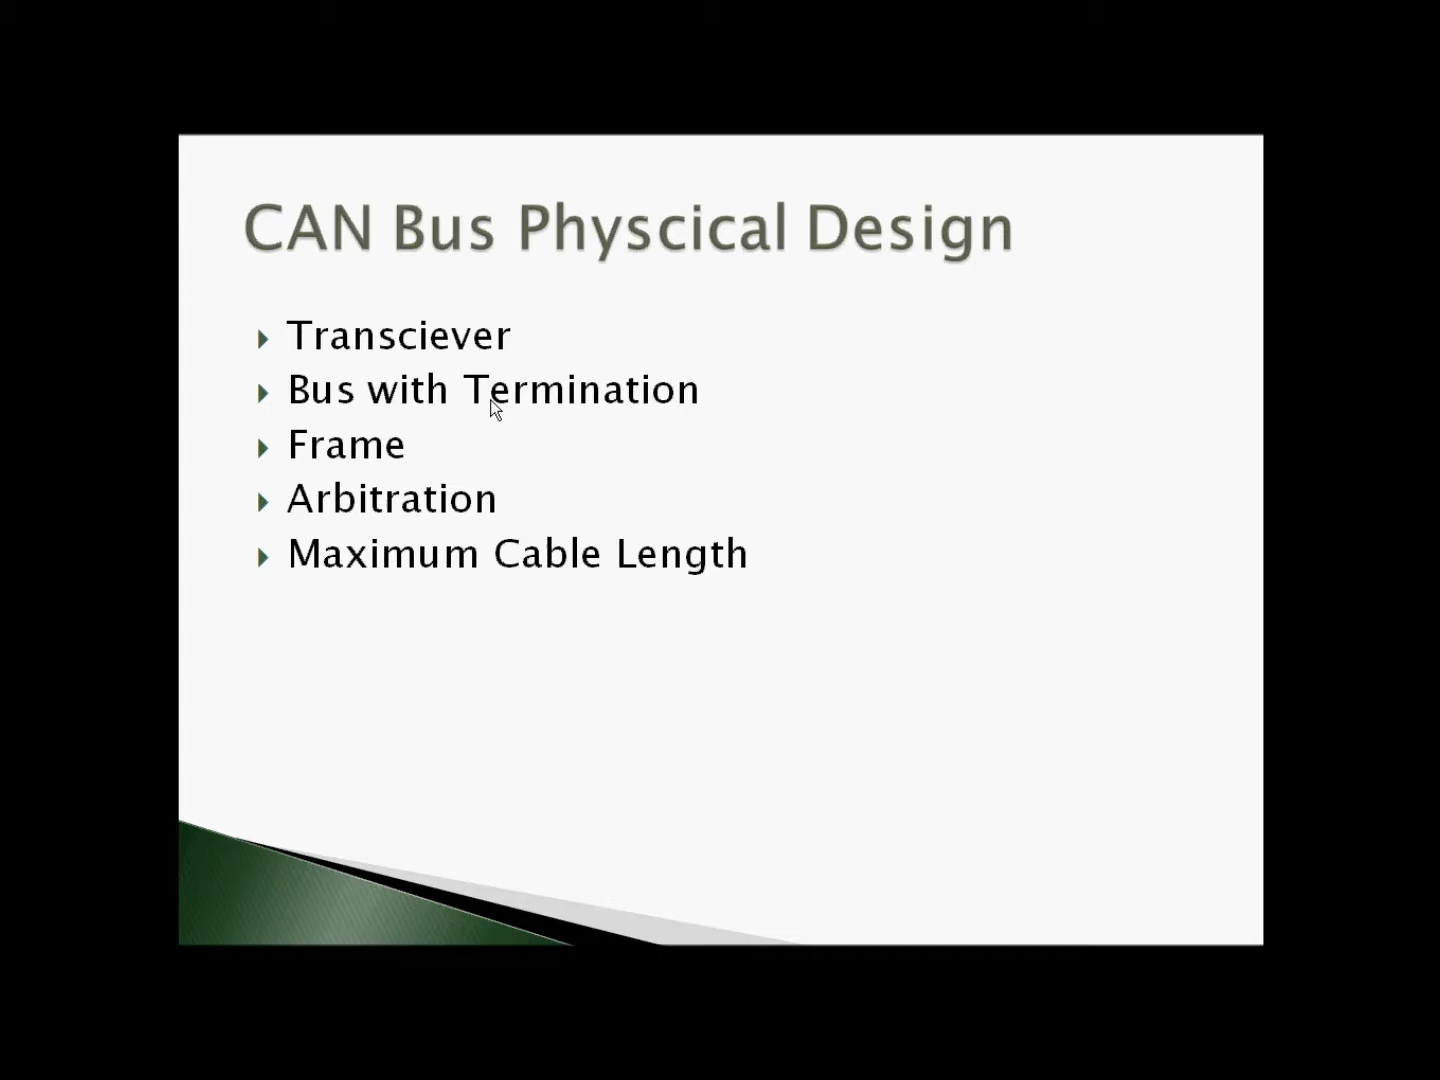 CAN Bus Physcical Design
Transciever
Bus with Termination
Frame
Arbitration
Maximum Cable Length